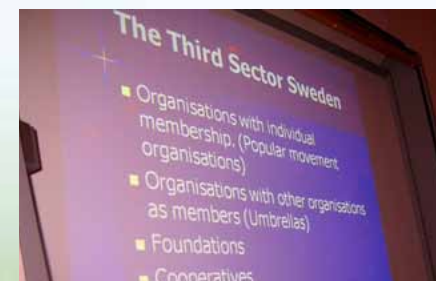 The Third Sector Sweden
Organisations with individual
membership. (Popular movement
organisations)
Organisations with other organisations
as members (Umbrellas)
Foundations
Cooperatives